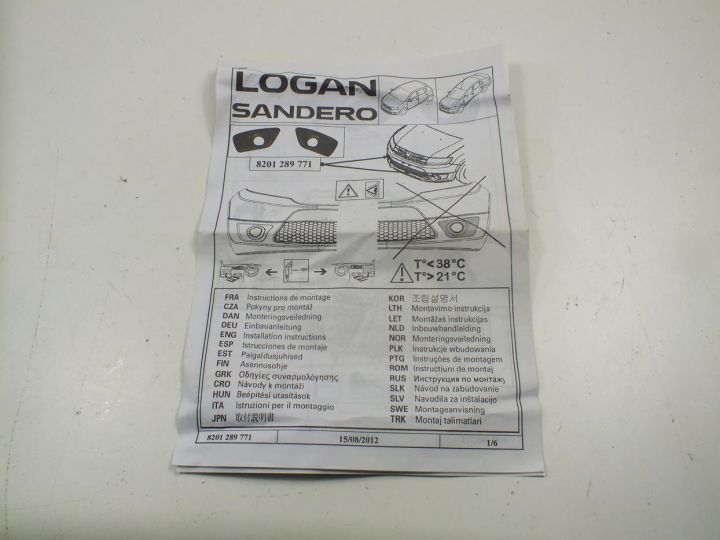 LOGAN
SANDERO
8201 289 771
T°< 38°C
T°> 21°C
FRA Instructions de montage
CZA Pokyny pro montáž
DAN Monteringsveiledning
DEU Einbauanleitung
ENG Installation instructions
ESP Istrucciones de montaje
EST Paigaldusjuhised
FIN Asennusohje
GRK Οδηγίες συναρμολόγησης
CRO Návody k montáži
HUN Beépítési utasítások
ITA Istruzioni per il montaggio
JPN 取付説明書
KOR 조립설명서
LTH Montavimo instrukcija
LET Montāžas instrukcijas
NLD Inbouwhandleiding
NOR Monteringsveiledning
PLK Instrukcje wbudowania
PTG Instruções de montagem
ROM Instructiuni de montaj
RUS Инструкция по монтажу
SLK Návod na zabudovanie
SLV Navodila za inštalacijo
SWE Montageanvisning
TRK Montaj talimatlari
8201 289 771 15/08/2012 1/6